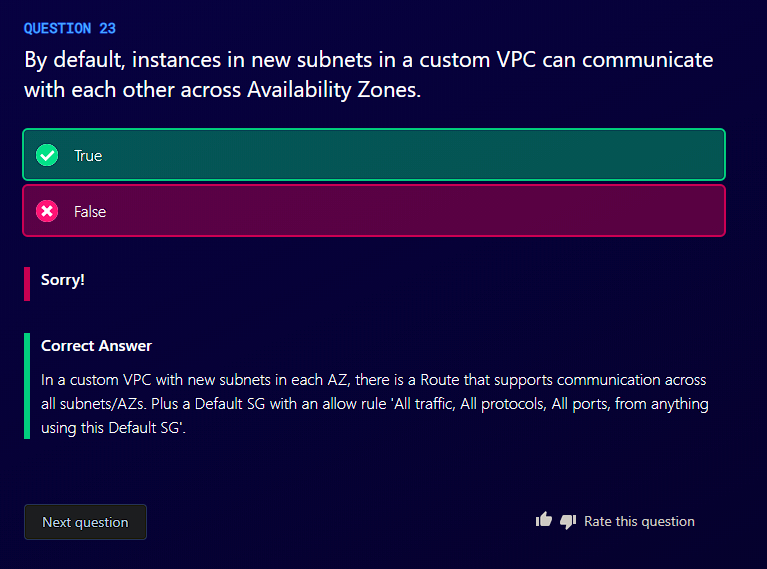 QUESTION 23
By default, instances in new subnets in a custom VPC can communicate
with each other across Availability Zones.
True
False
Sorry!
Correct Answer
In a custom VPC with new subnets in each AZ, there is a Route that supports communication across
all subnets/AZs. Plus a Default SG with an allow rule 'All traffic, All protocols, All ports, from anything
using this Default SG'.
Next question
Rate this question